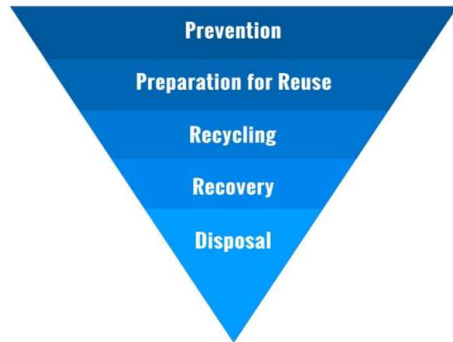 Prevention
Preparation for Reuse
Recycling
Recovery
Disposal